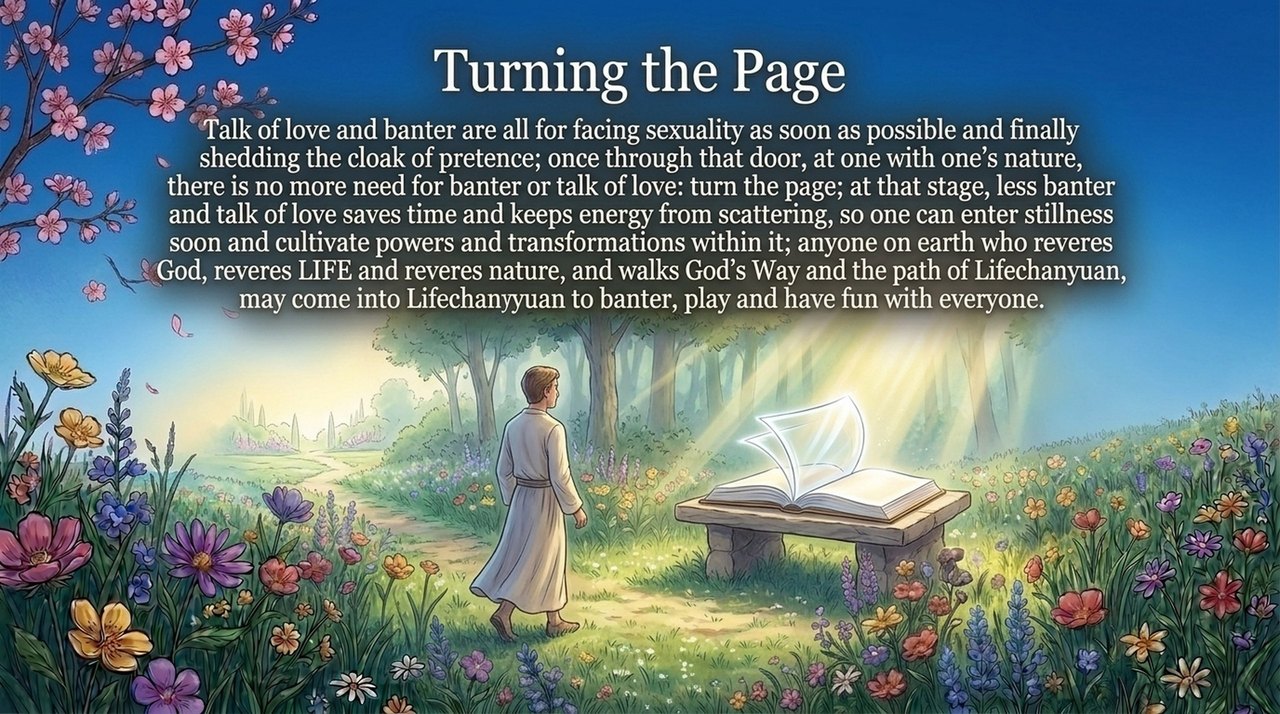 Turning the Page
Talk of love and banter are all for facing sexuality as soon as possible and finally
shedding the cloak of pretence; once through that door, at one with one’s nature,
there is no more need for banter or talk of love: turn the page; at that stage, less banter
and talk of love saves time and keeps energy from scattering, so one can enter stillness
soon and cultivate powers and transformations within it; anyone on earth who reveres
God, reveres LIFE and reveres nature, and walks God’s Way and the path of Lifechanyuan,
may come into Lifechanyyuan to banter, play and have fun with everyone.